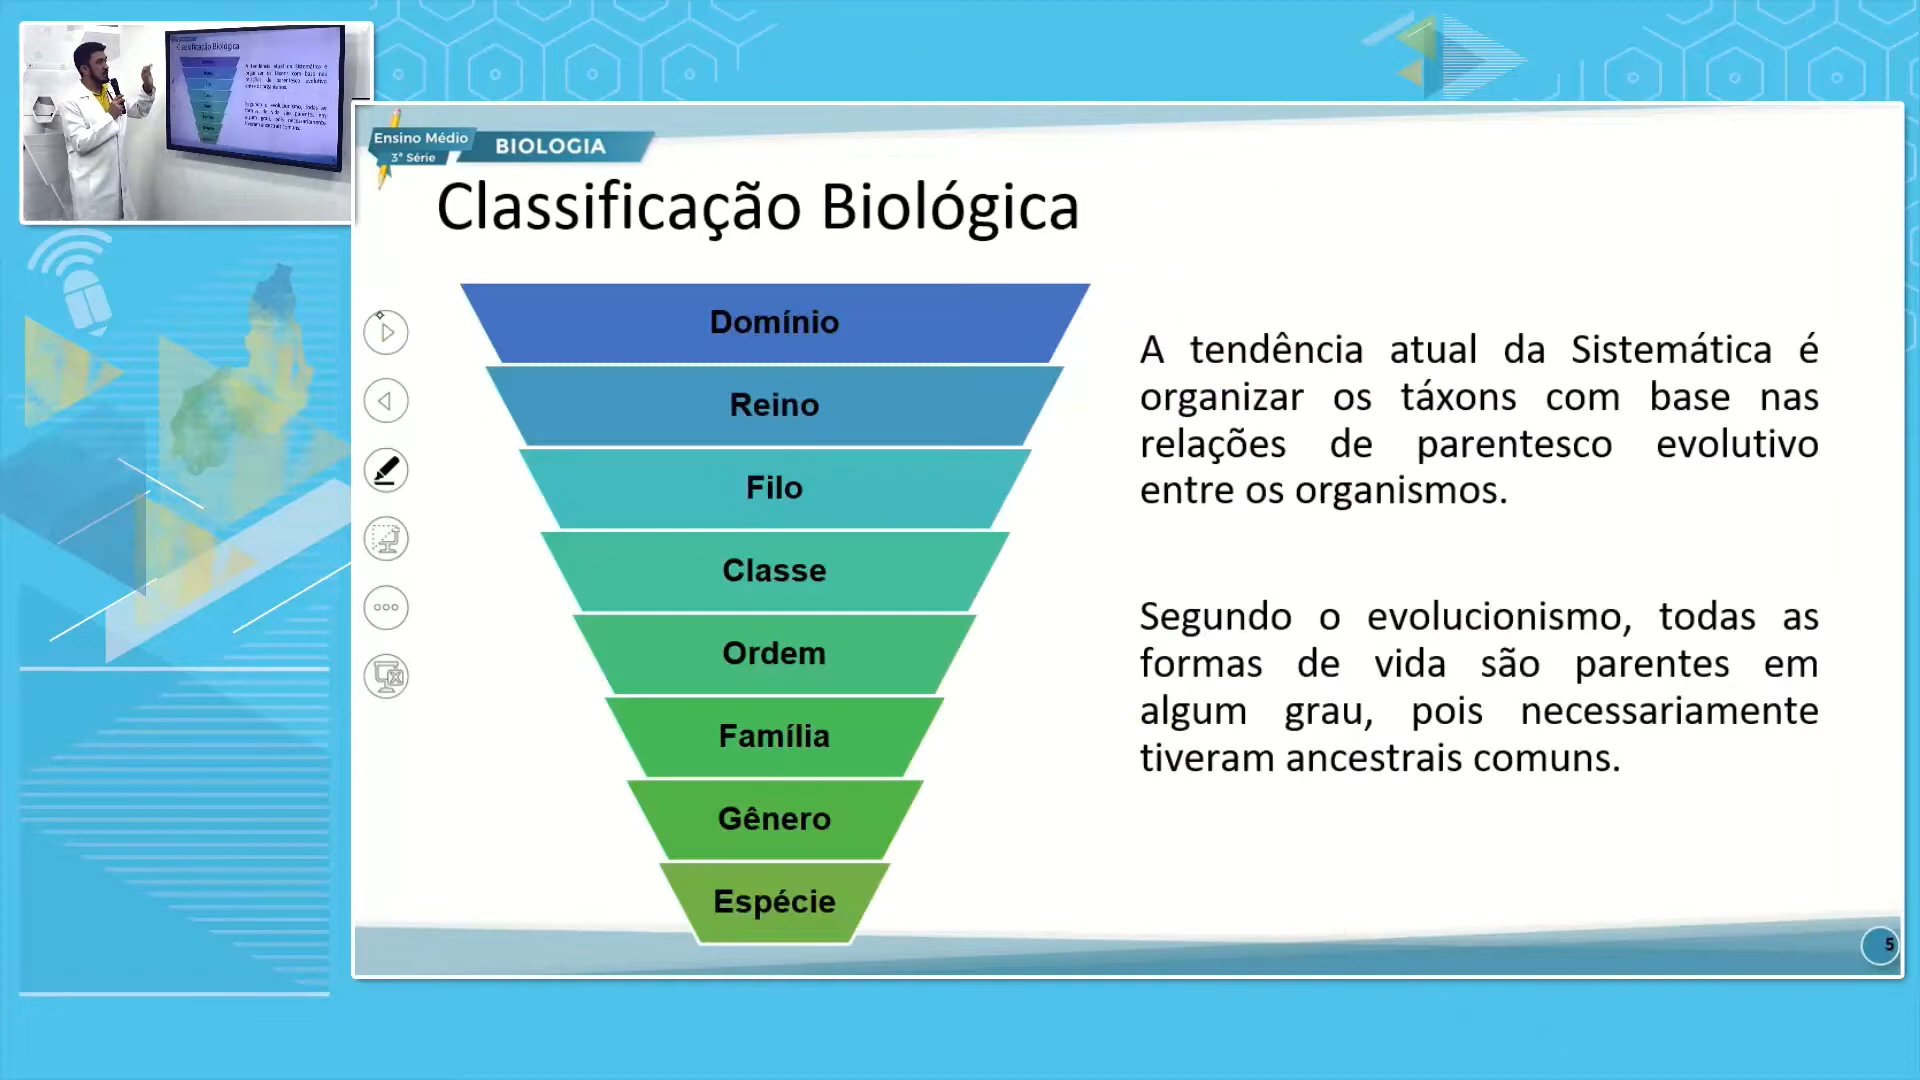 Classificação Biológica
Ensino Médio
3ª Série
BIOLOGIA
Classificação Biológica
Domínio
Reino
Filo
Classe
Ordem
Família
Gênero
Espécie
A tendência atual da Sistemática é
organizar os táxons com base nas
relações de parentesco evolutivo
entre os organismos.
Segundo o evolucionismo, todas as
formas de vida são parentes em
algum grau, pois necessariamente
tiveram ancestrais comuns.
5